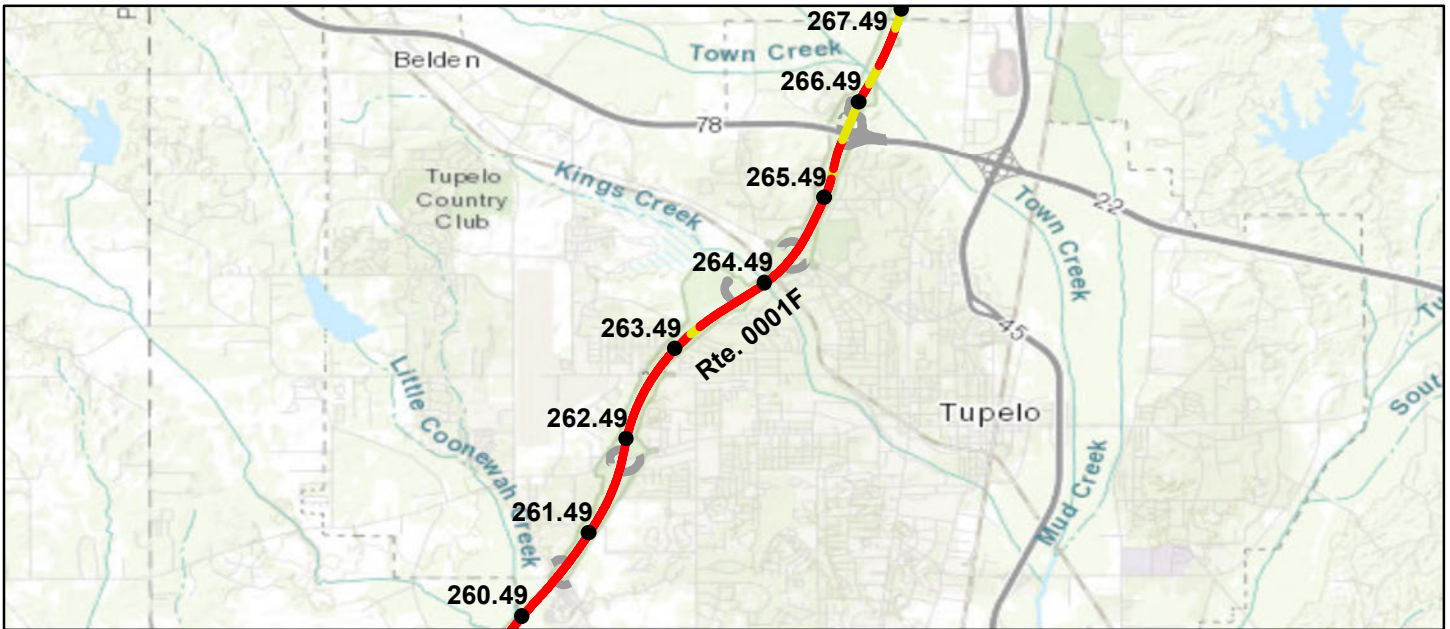 267.49
Town Creek
Belden
266.49
78
265.49
Kings Creek
Tupelo
Country
Club
Town Creek
22
264.49
Rte. 0001F
263.49
45
Little Coonewah Creek
262.49
Tupelo
Mud Creek
261.49
260.49